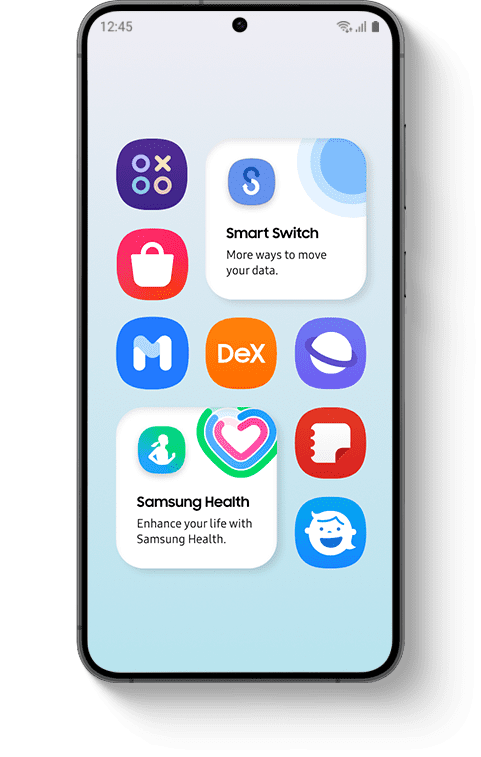 12:45
Smart Switch
More ways to move
your data.
DeX
Samsung Health
Enhance your life with
Samsung Health.